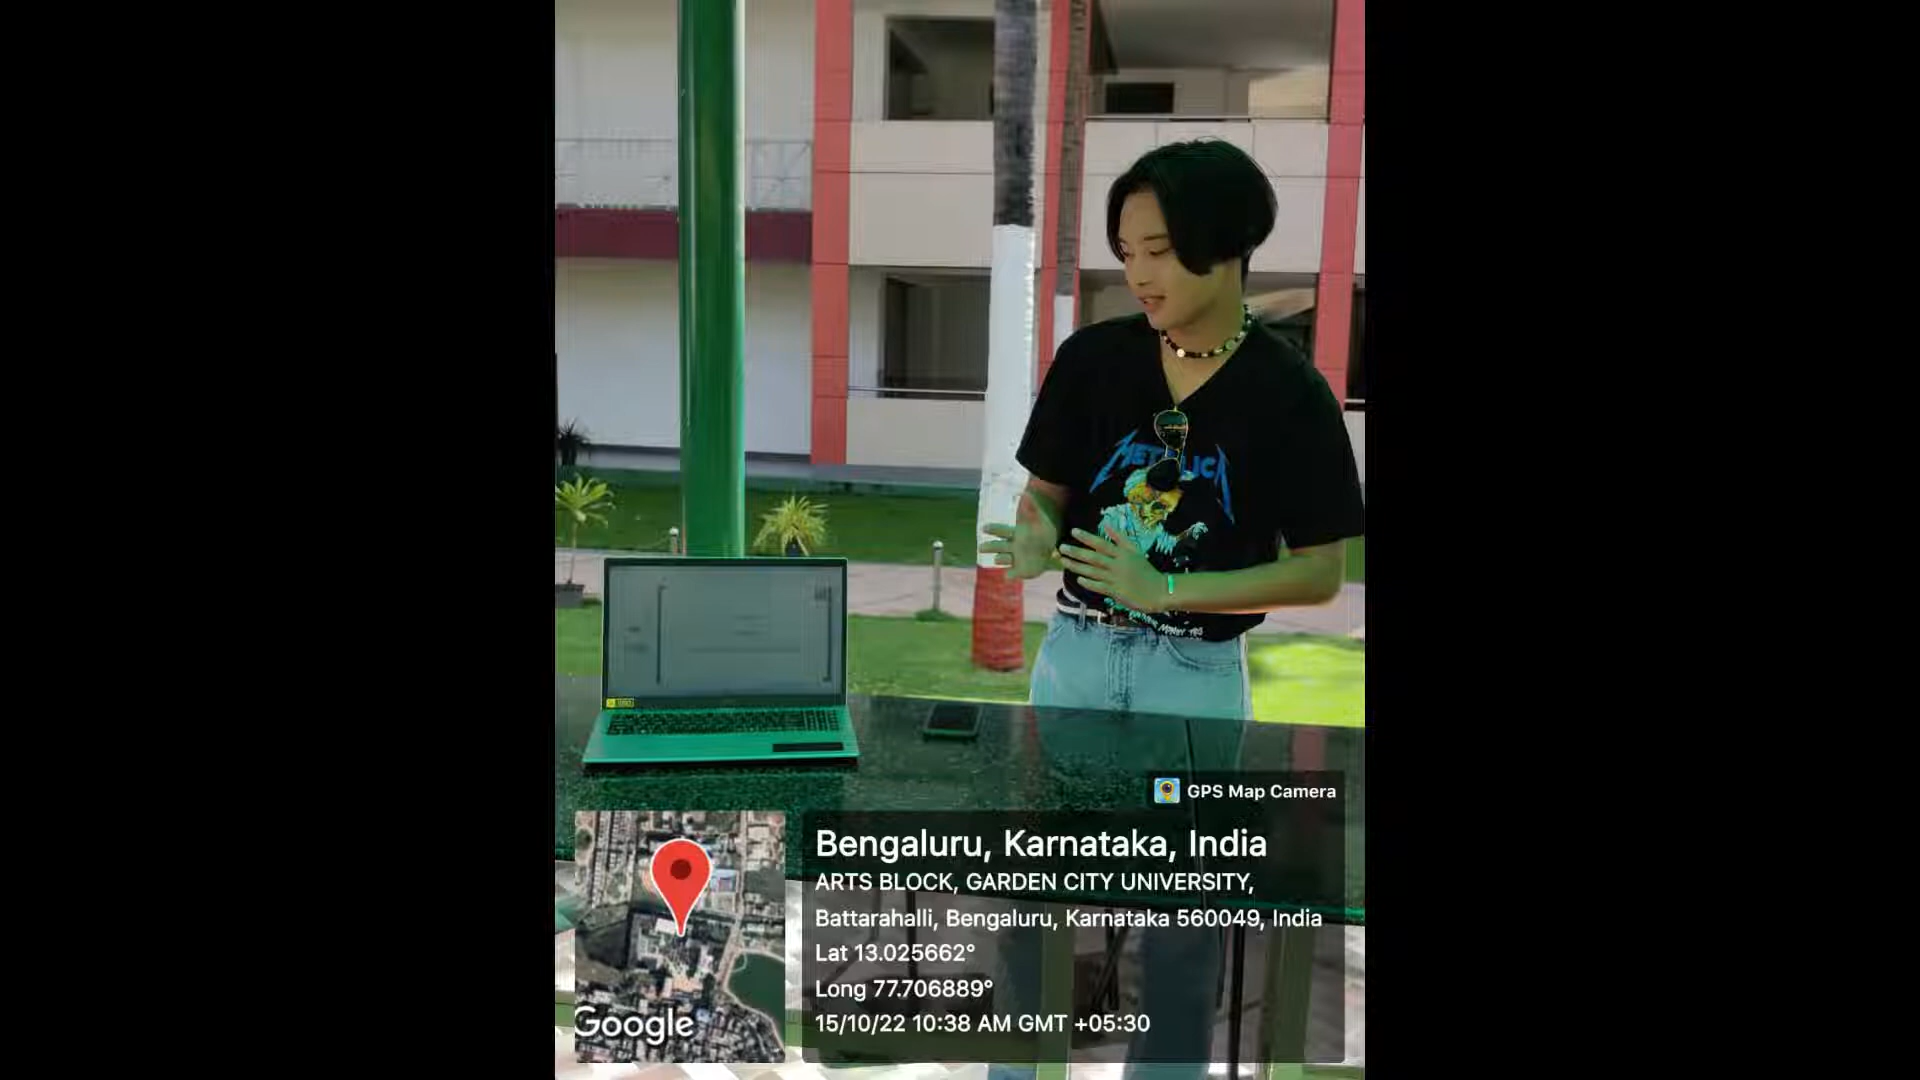 METALLICA
GPS Map Camera
Bengaluru, Karnataka, India
ARTS BLOCK, GARDEN CITY UNIVERSITY,
Battarahalli, Bengaluru, Karnataka 560049, India
Lat 13.025662°
Long 77.706889°
15/10/22 10:38 AM GMT +05:30
Google